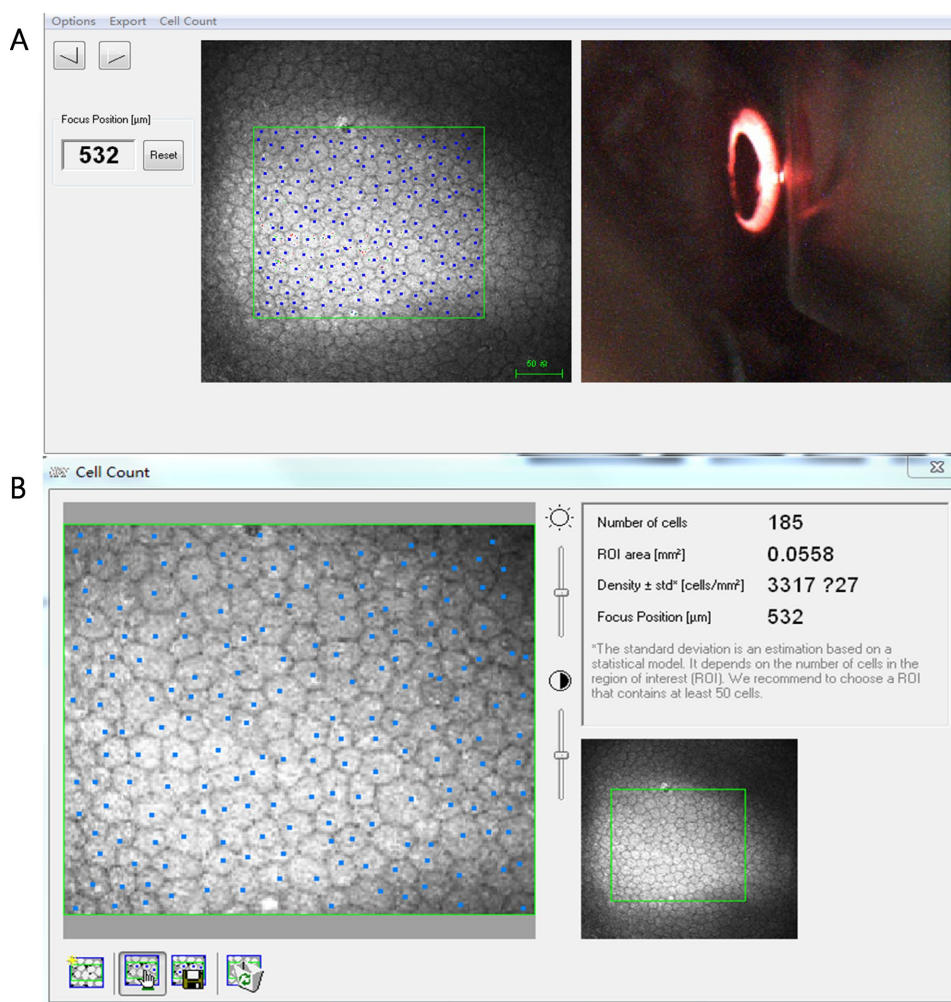 Options Export Cell Count
A
Focus Position [µm]
532
Reset
B
Cell Count
Number of cells 185
ROI area [mm²] 0.0558
Density ± std* [cells/mm²] 3317 ?27
Focus Position [µm] 532
*The standard deviation is an estimation based on a
statistical model. It depends on the number of cells in the
region of interest (ROI). We recommend to choose a ROI
that contains at least 50 cells.